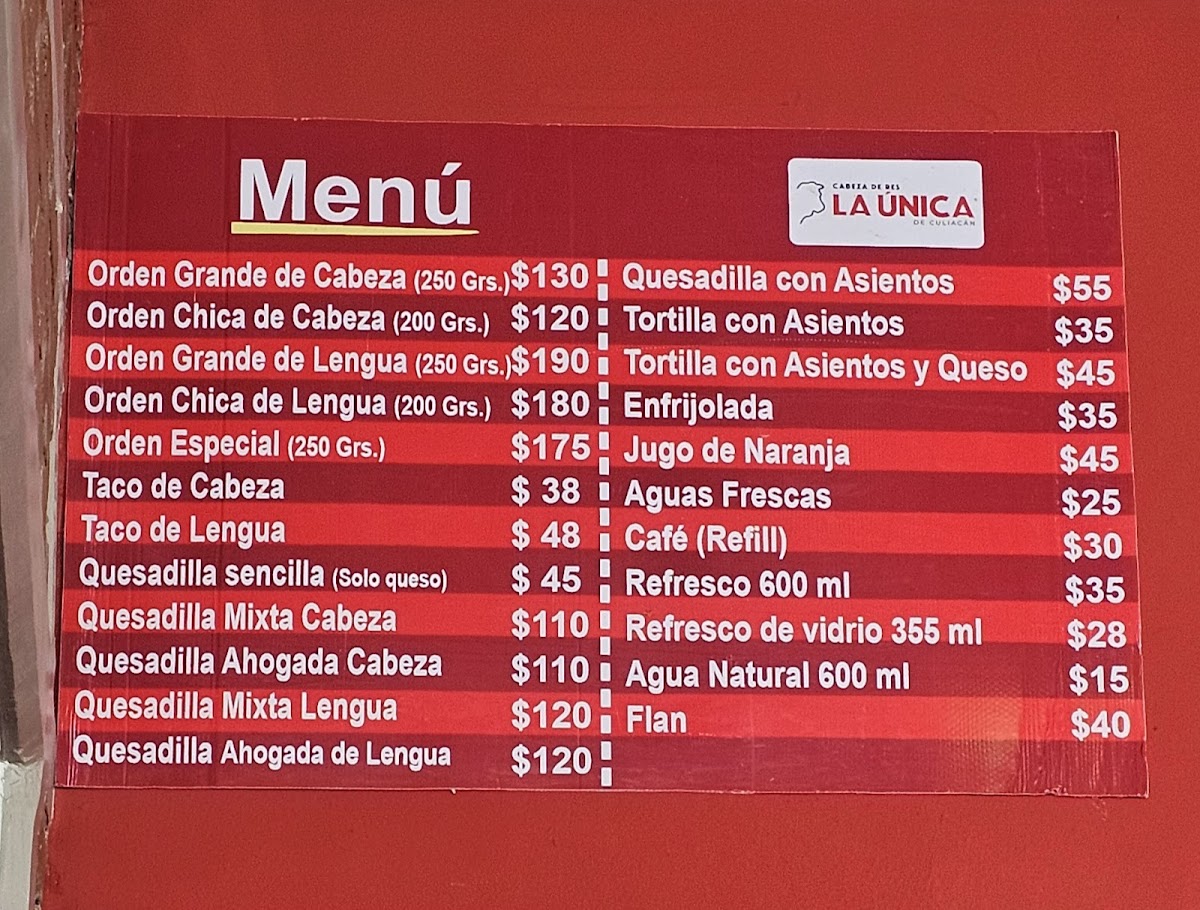 Menú
CABEZA DE RES
LA ÚNICA
DE CULIACÁN
Orden Grande de Cabeza (250 Grs.) $130
Orden Chica de Cabeza (200 Grs.) $120
Orden Grande de Lengua (250 Grs.) $190
Orden Chica de Lengua (200 Grs.) $180
Orden Especial (250 Grs.) $175
Taco de Cabeza $ 38
Taco de Lengua $ 48
Quesadilla sencilla (Solo queso) $ 45
Quesadilla Mixta Cabeza $110
Quesadilla Ahogada Cabeza $110
Quesadilla Mixta Lengua $120
Quesadilla Ahogada de Lengua $120
Quesadilla con Asientos $55
Tortilla con Asientos $35
Tortilla con Asientos y Queso $45
Enfrijolada $35
Jugo de Naranja $45
Aguas Frescas $25
Café (Refill) $30
Refresco 600 ml $35
Refresco de vidrio 355 ml $28
Agua Natural 600 ml $15
Flan $40